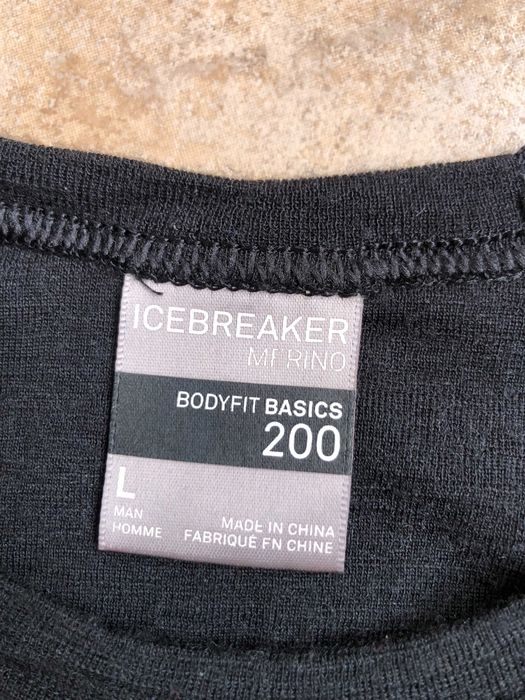 ICEBREAKER
MERINO
BODYFIT BASICS
200
L
MAN
HOMME
MADE IN CHINA
FABRIQUÉ EN CHINE